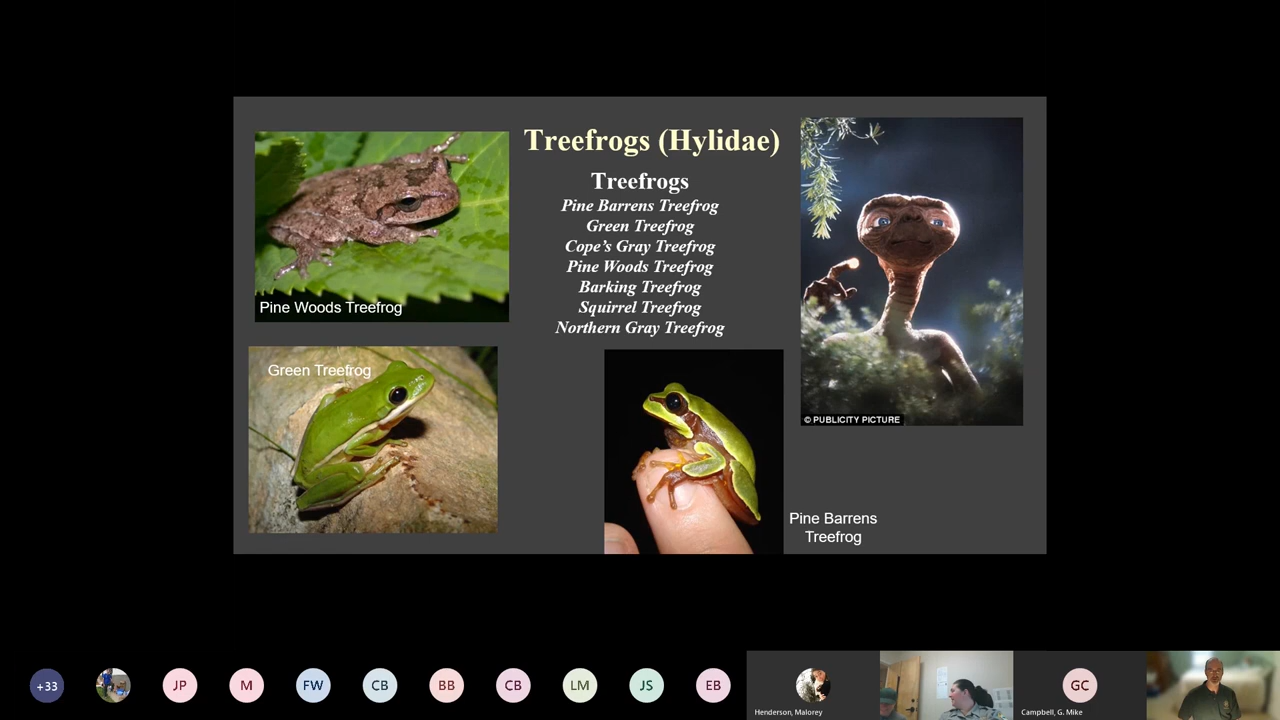 Treefrogs (Hylidae)
Treefrogs
Pine Barrens Treefrog
Green Treefrog
Cope's Gray Treefrog
Pine Woods Treefrog
Barking Treefrog
Squirrel Treefrog
Northern Gray Treefrog
Pine Woods Treefrog
Green Treefrog
© PUBLICITY PICTURE
Pine Barrens
Treefrog
+33
JP
M
FW
CB
BB
CB
LM
JS
EB
Henderson, Malorey
GC
Campbell, G. Mike